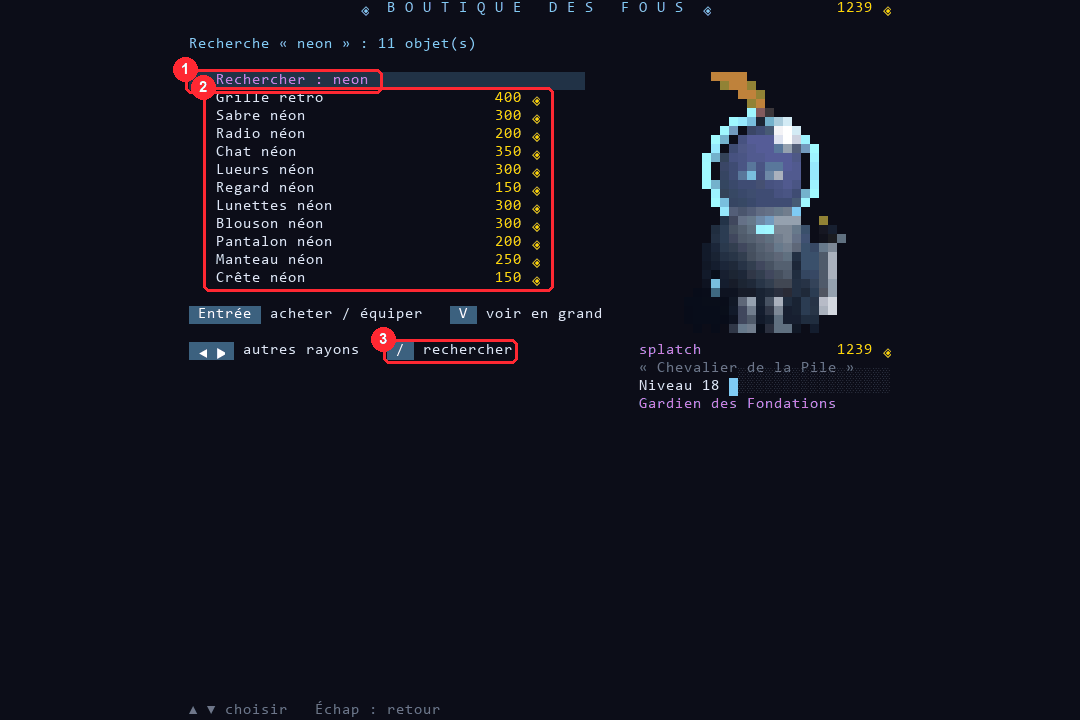 BOUTIQUE DES FOUS 1239
Recherche « neon » : 11 objet(s)
1 Rechercher : neon
2
Grille rétro 400
Sabre néon 300
Radio néon 200
Chat néon 350
Lueurs néon 300
Regard néon 150
Lunettes néon 300
Blouson néon 300
Pantalon néon 200
Manteau néon 250
Crête néon 150
Entrée acheter / équiper V voir en grand
3
◀ ▶ autres rayons / rechercher
splatch 1239
« Chevalier de la Pile »
Niveau 18
Gardien des Fondations
▲ ▼ choisir Échap : retour